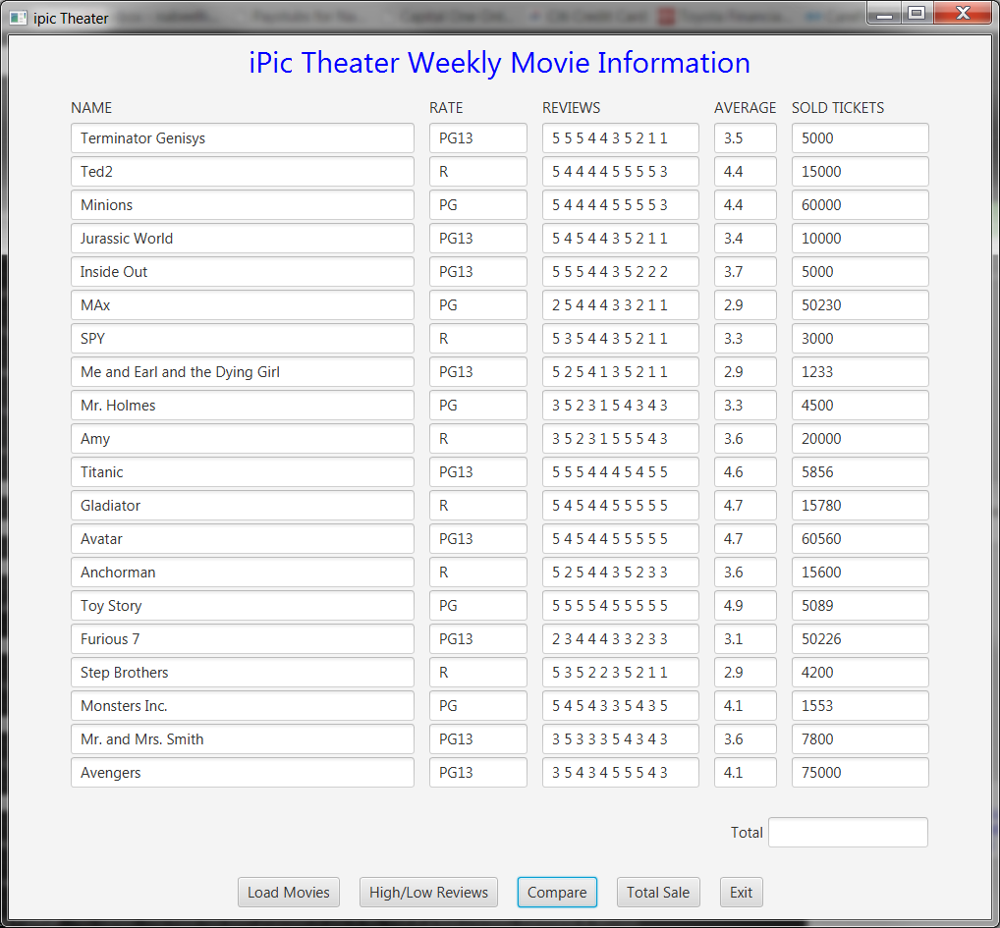 ipic Theater
iPic Theater Weekly Movie Information
NAME RATE REVIEWS AVERAGE SOLD TICKETS
Terminator Genisys PG13 5 5 5 4 4 3 5 2 1 1 3.5 5000
Ted2 R 5 4 4 4 4 5 5 5 5 3 4.4 15000
Minions PG 5 4 4 4 4 5 5 5 5 3 4.4 60000
Jurassic World PG13 5 4 5 4 4 3 5 2 1 1 3.4 10000
Inside Out PG13 5 5 5 4 4 3 5 2 2 2 3.7 5000
MAx PG 2 5 4 4 4 3 3 2 1 1 2.9 50230
SPY R 5 3 5 4 4 3 5 2 1 1 3.3 3000
Me and Earl and the Dying Girl PG13 5 2 5 4 1 3 5 2 1 1 2.9 1233
Mr. Holmes PG 3 5 2 3 1 5 4 3 4 3 3.3 4500
Amy R 3 5 2 3 1 5 5 5 4 3 3.6 20000
Titanic PG13 5 5 5 4 4 4 5 4 5 5 4.6 5856
Gladiator R 5 4 5 4 4 5 5 5 5 5 4.7 15780
Avatar PG13 5 4 5 4 4 5 5 5 5 5 4.7 60560
Anchorman R 5 2 5 4 4 3 5 2 3 3 3.6 15600
Toy Story PG 5 5 5 5 4 5 5 5 5 5 4.9 5089
Furious 7 PG13 2 3 4 4 4 3 3 2 3 3 3.1 50226
Step Brothers R 5 3 5 2 2 3 5 2 1 1 2.9 4200
Monsters Inc. PG 5 4 5 4 3 3 5 4 3 5 4.1 1553
Mr. and Mrs. Smith PG13 3 5 3 3 3 5 4 3 4 3 3.6 7800
Avengers PG13 3 5 4 3 4 5 5 5 4 3 4.1 75000
Total
Load Movies High/Low Reviews Compare Total Sale Exit